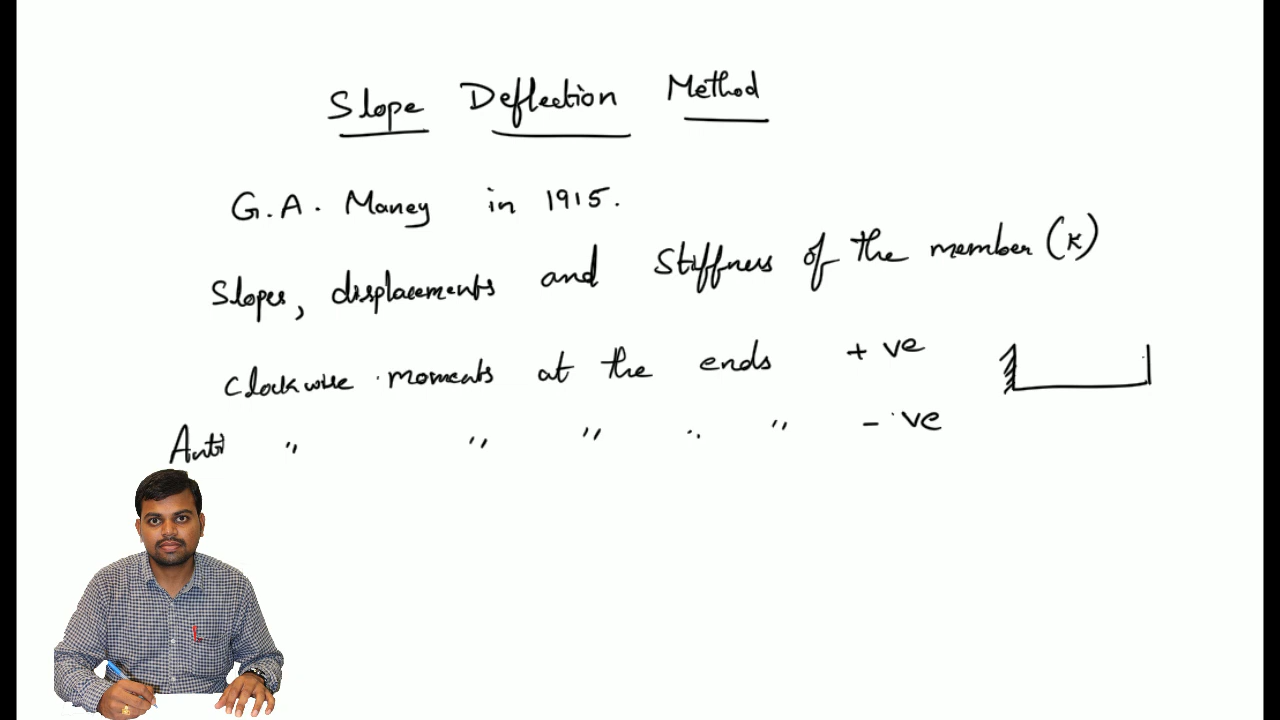 Slope Deflection Method
G.A. Maney in 1915.
Slopes, displacements and stiffness of the member (k)
Clockwise moments at the ends +ve
Anti " " " " " -ve